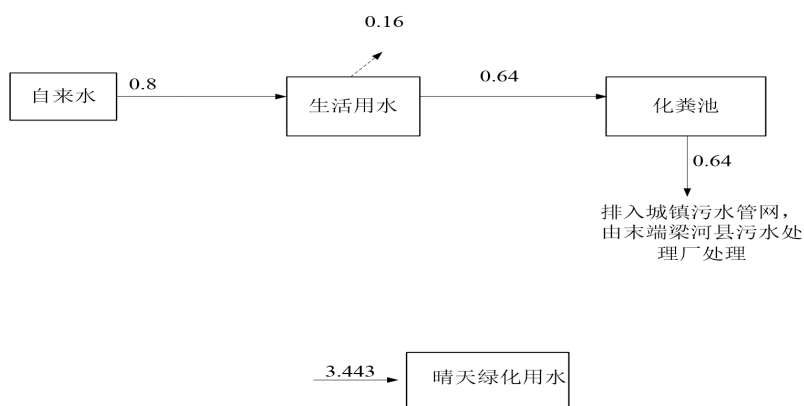 0.16
自来水
0.8
生活用水
0.64
化粪池
0.64
排入城镇污水管网，
由末端梁河县污水处
理厂处理
3.443
晴天绿化用水